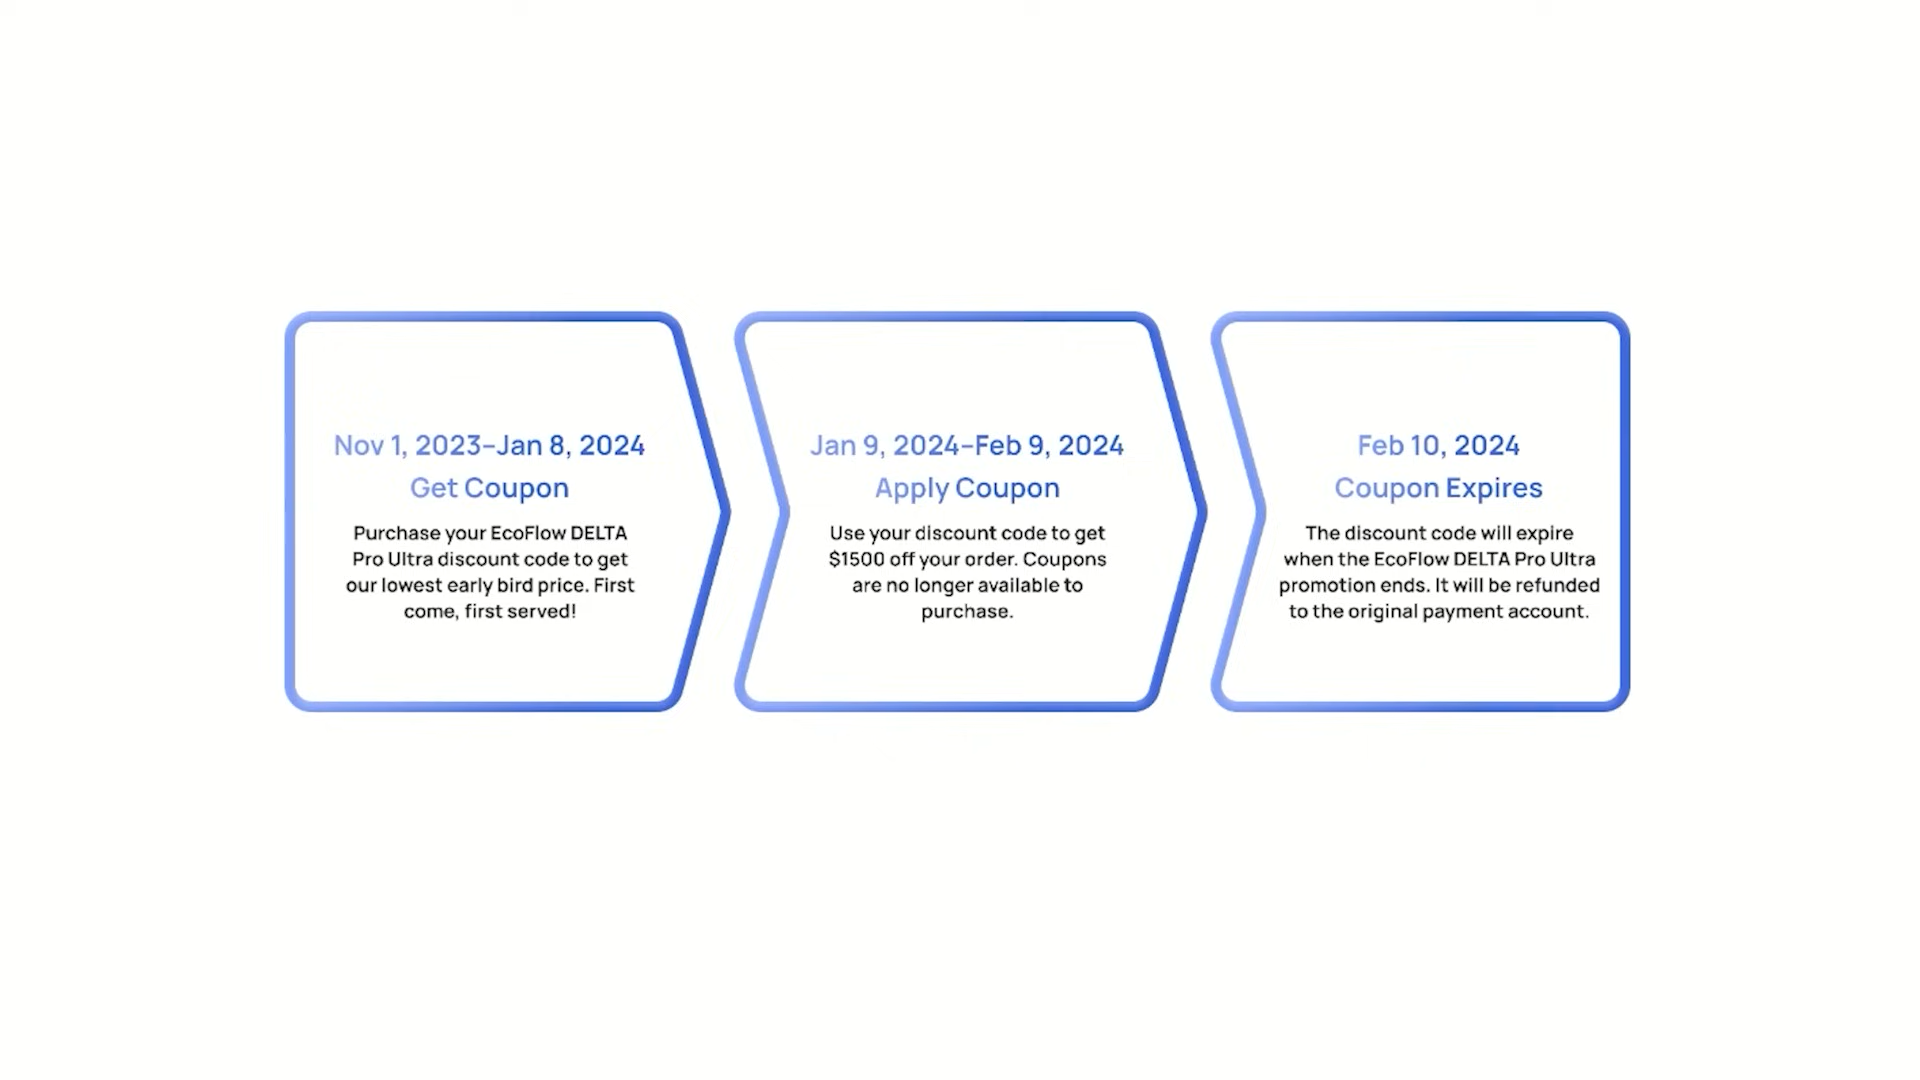 Nov 1, 2023–Jan 8, 2024
Get Coupon
Purchase your EcoFlow DELTA
Pro Ultra discount code to get
our lowest early bird price. First
come, first served!
Jan 9, 2024–Feb 9, 2024
Apply Coupon
Use your discount code to get
$1500 off your order. Coupons
are no longer available to
purchase.
Feb 10, 2024
Coupon Expires
The discount code will expire
when the EcoFlow DELTA Pro Ultra
promotion ends. It will be refunded
to the original payment account.